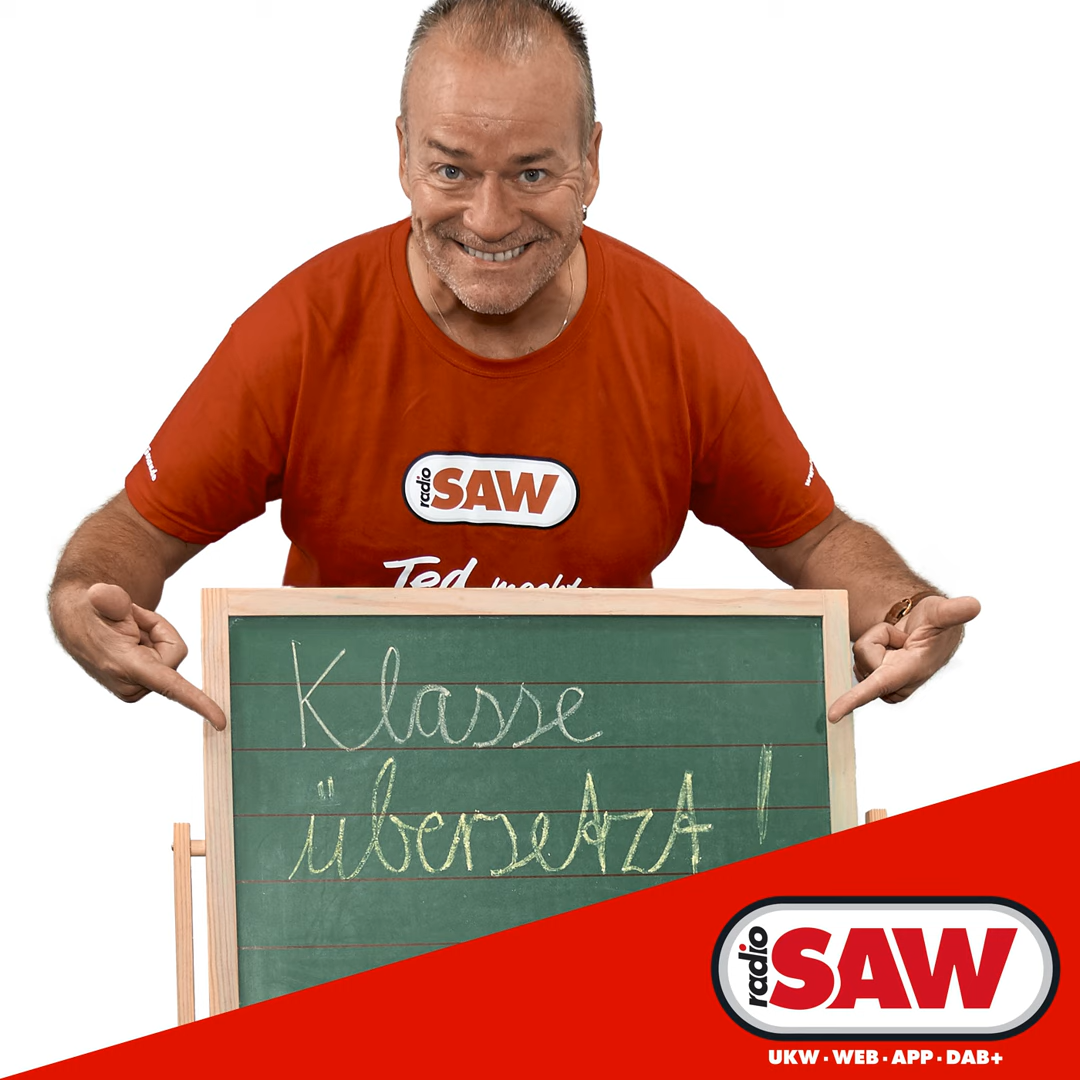 radio SAW
Ted
Klasse
übersetzt!
radio SAW
UKW · WEB · APP · DAB+